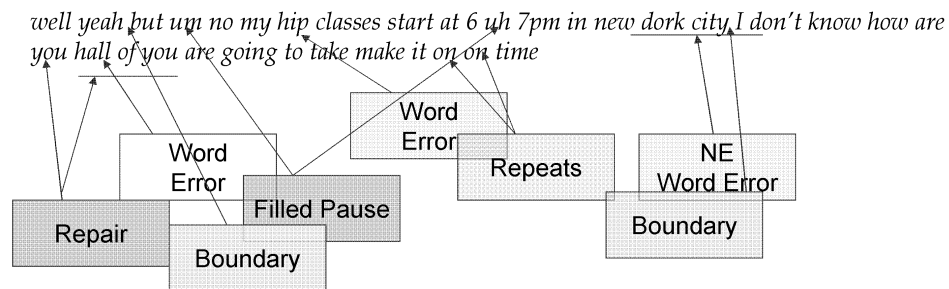 well yeah but um no my hip classes start at 6 uh 7pm in new dork city I don't know how are
you hall of you are going to take make it on on time
Word
Error
Word
Error
Repeats
NE
Word Error
Filled Pause
Repair
Boundary
Boundary